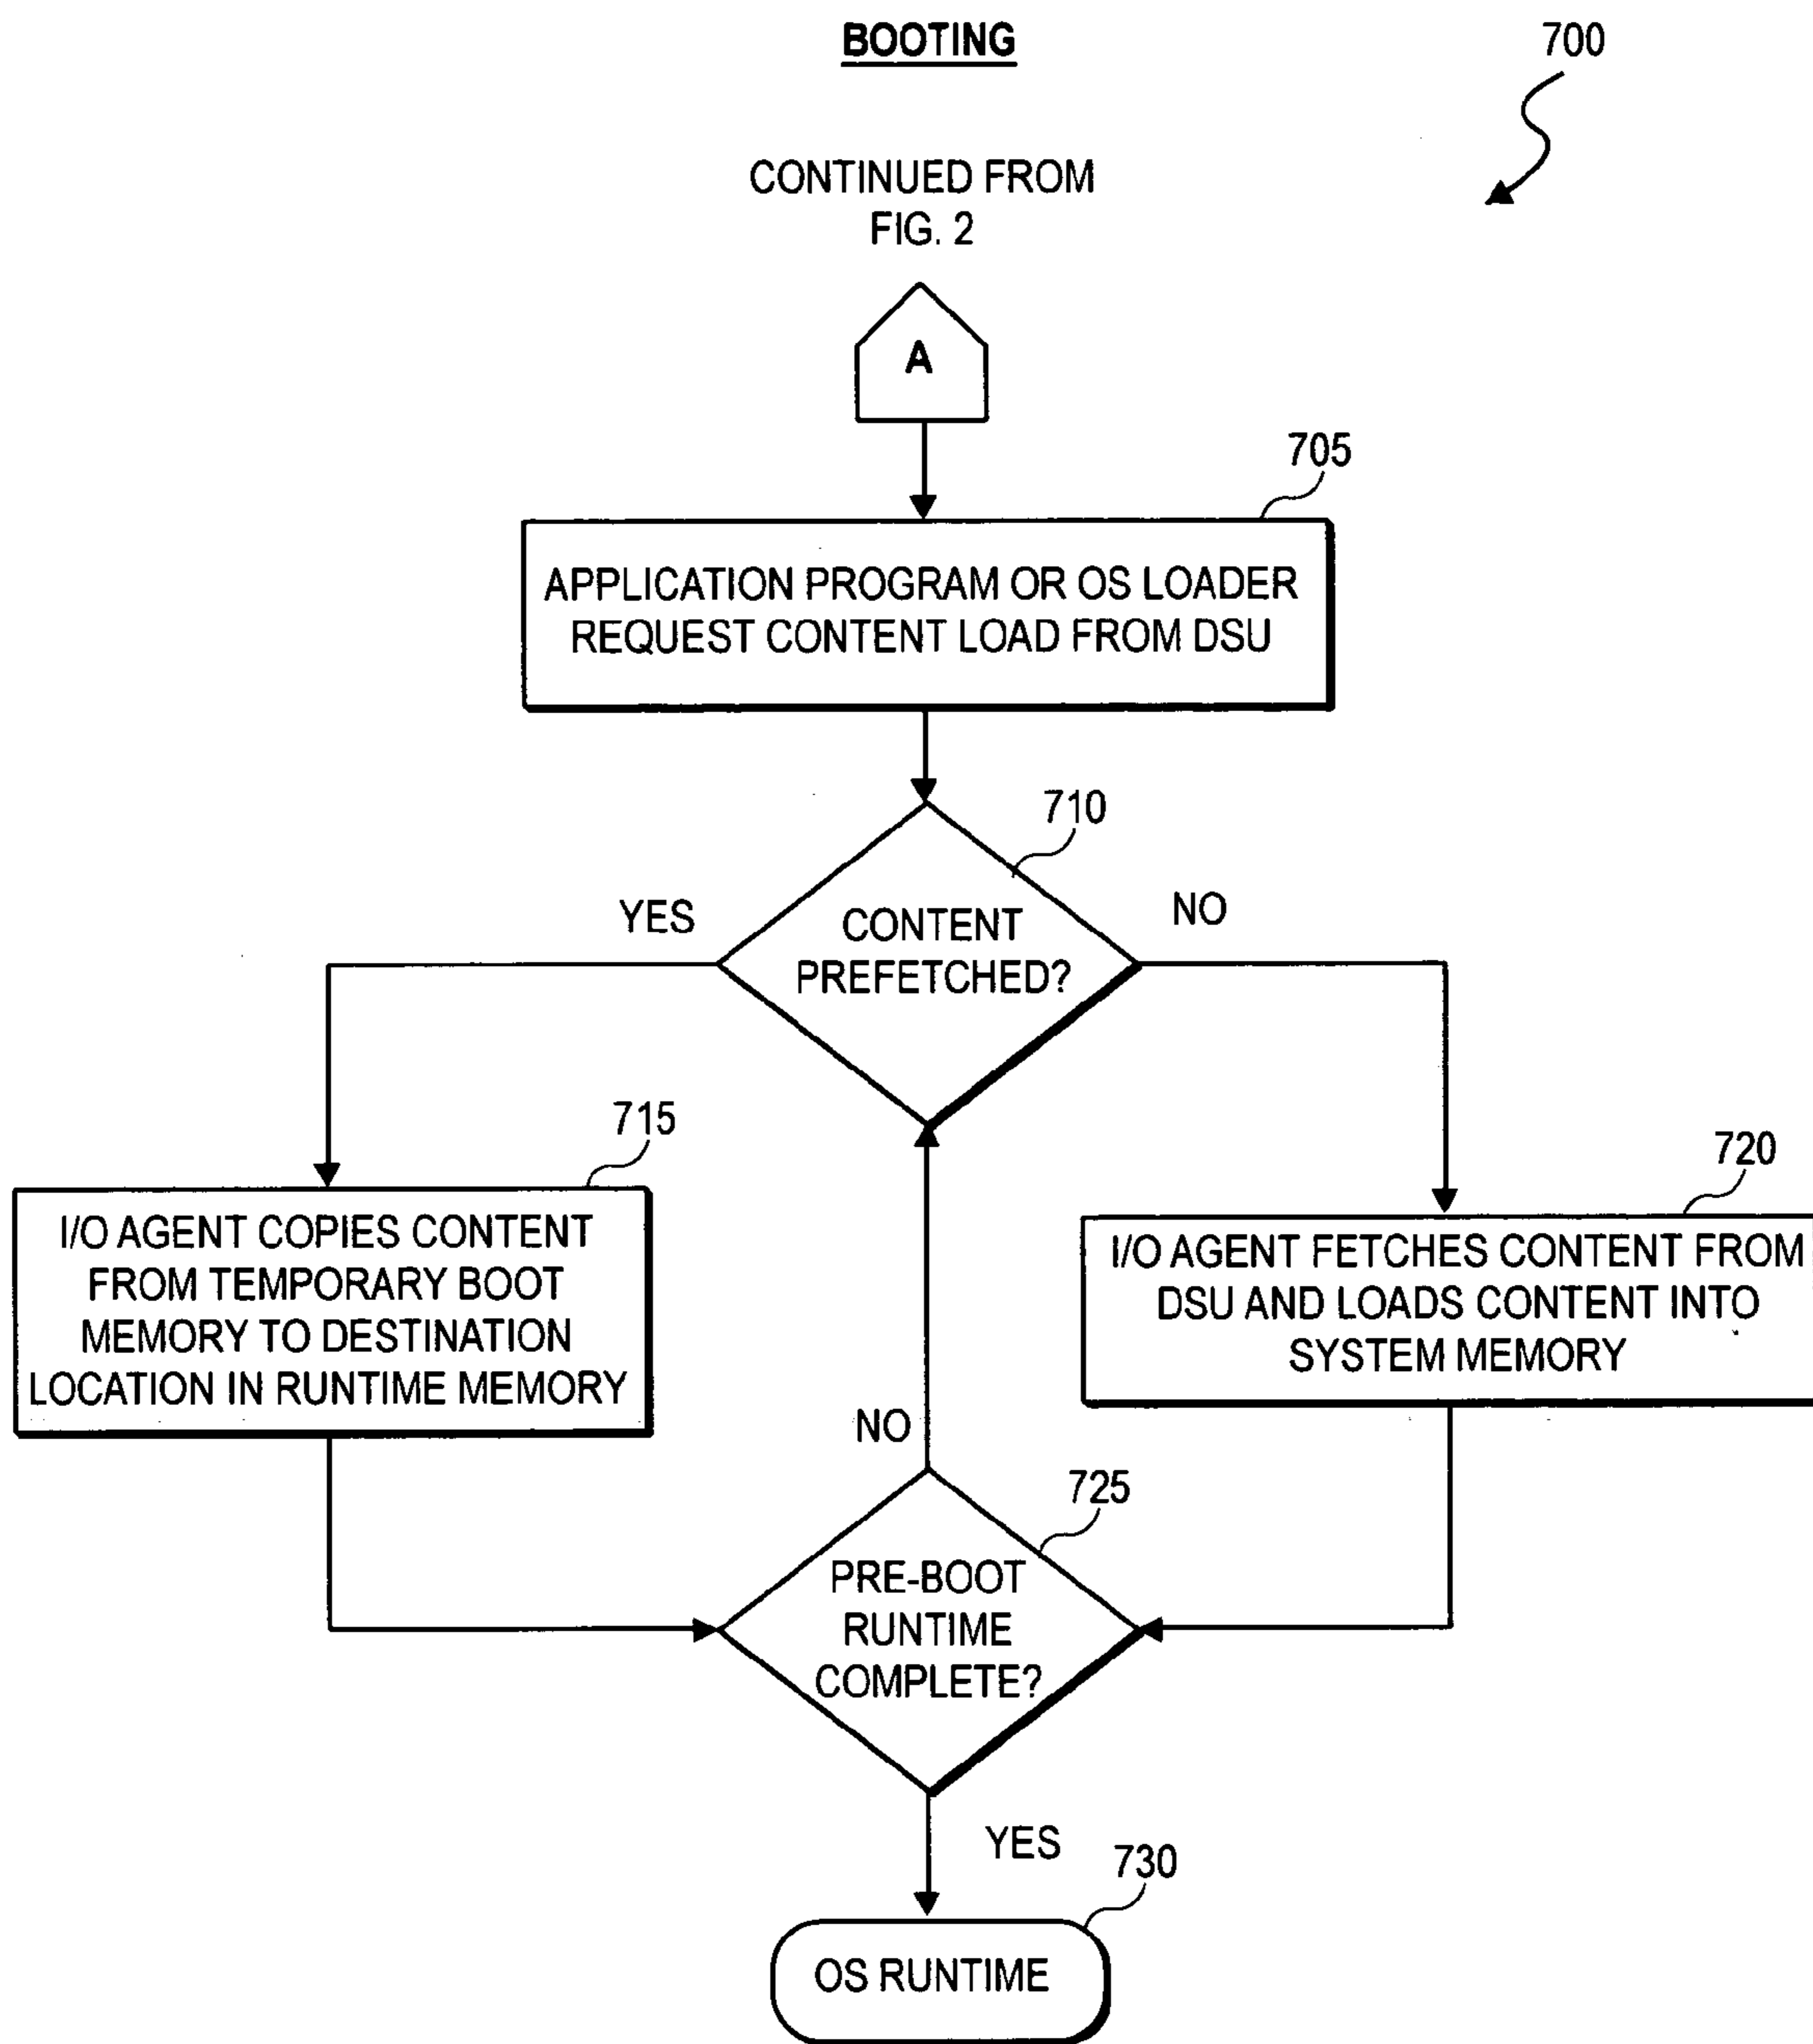 BOOTING
700
CONTINUED FROM
FIG. 2
A
705
APPLICATION PROGRAM OR OS LOADER
REQUEST CONTENT LOAD FROM DSU
710
YES
NO
CONTENT
PREFETCHED?
715
720
I/O AGENT COPIES CONTENT
FROM TEMPORARY BOOT
MEMORY TO DESTINATION
LOCATION IN RUNTIME MEMORY
I/O AGENT FETCHES CONTENT FROM
DSU AND LOADS CONTENT INTO
SYSTEM MEMORY
NO
725
PRE-BOOT
RUNTIME
COMPLETE?
YES
730
OS RUNTIME